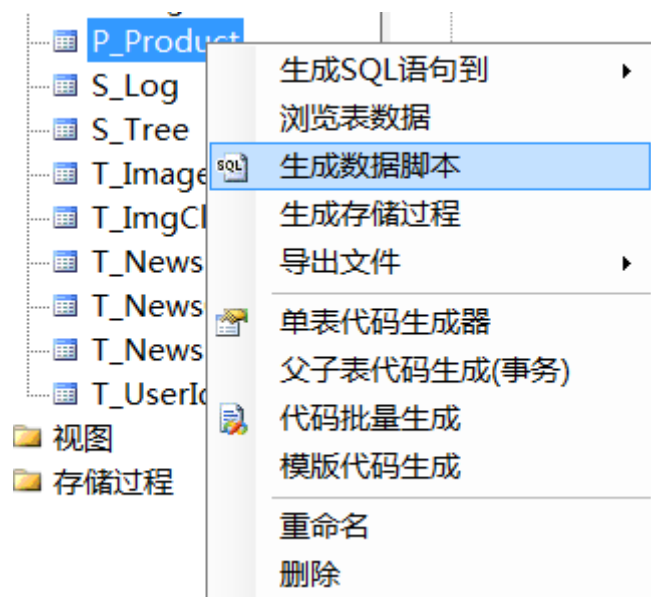 P_Product
S_Log
S_Tree
T_Image
T_ImgCl
T_News
T_News
T_News
T_UserI
视图
存储过程
生成SQL语句到
浏览表数据
SQL
生成数据脚本
生成存储过程
导出文件
单表代码生成器
父子表代码生成(事务)
代码批量生成
模版代码生成
重命名
删除